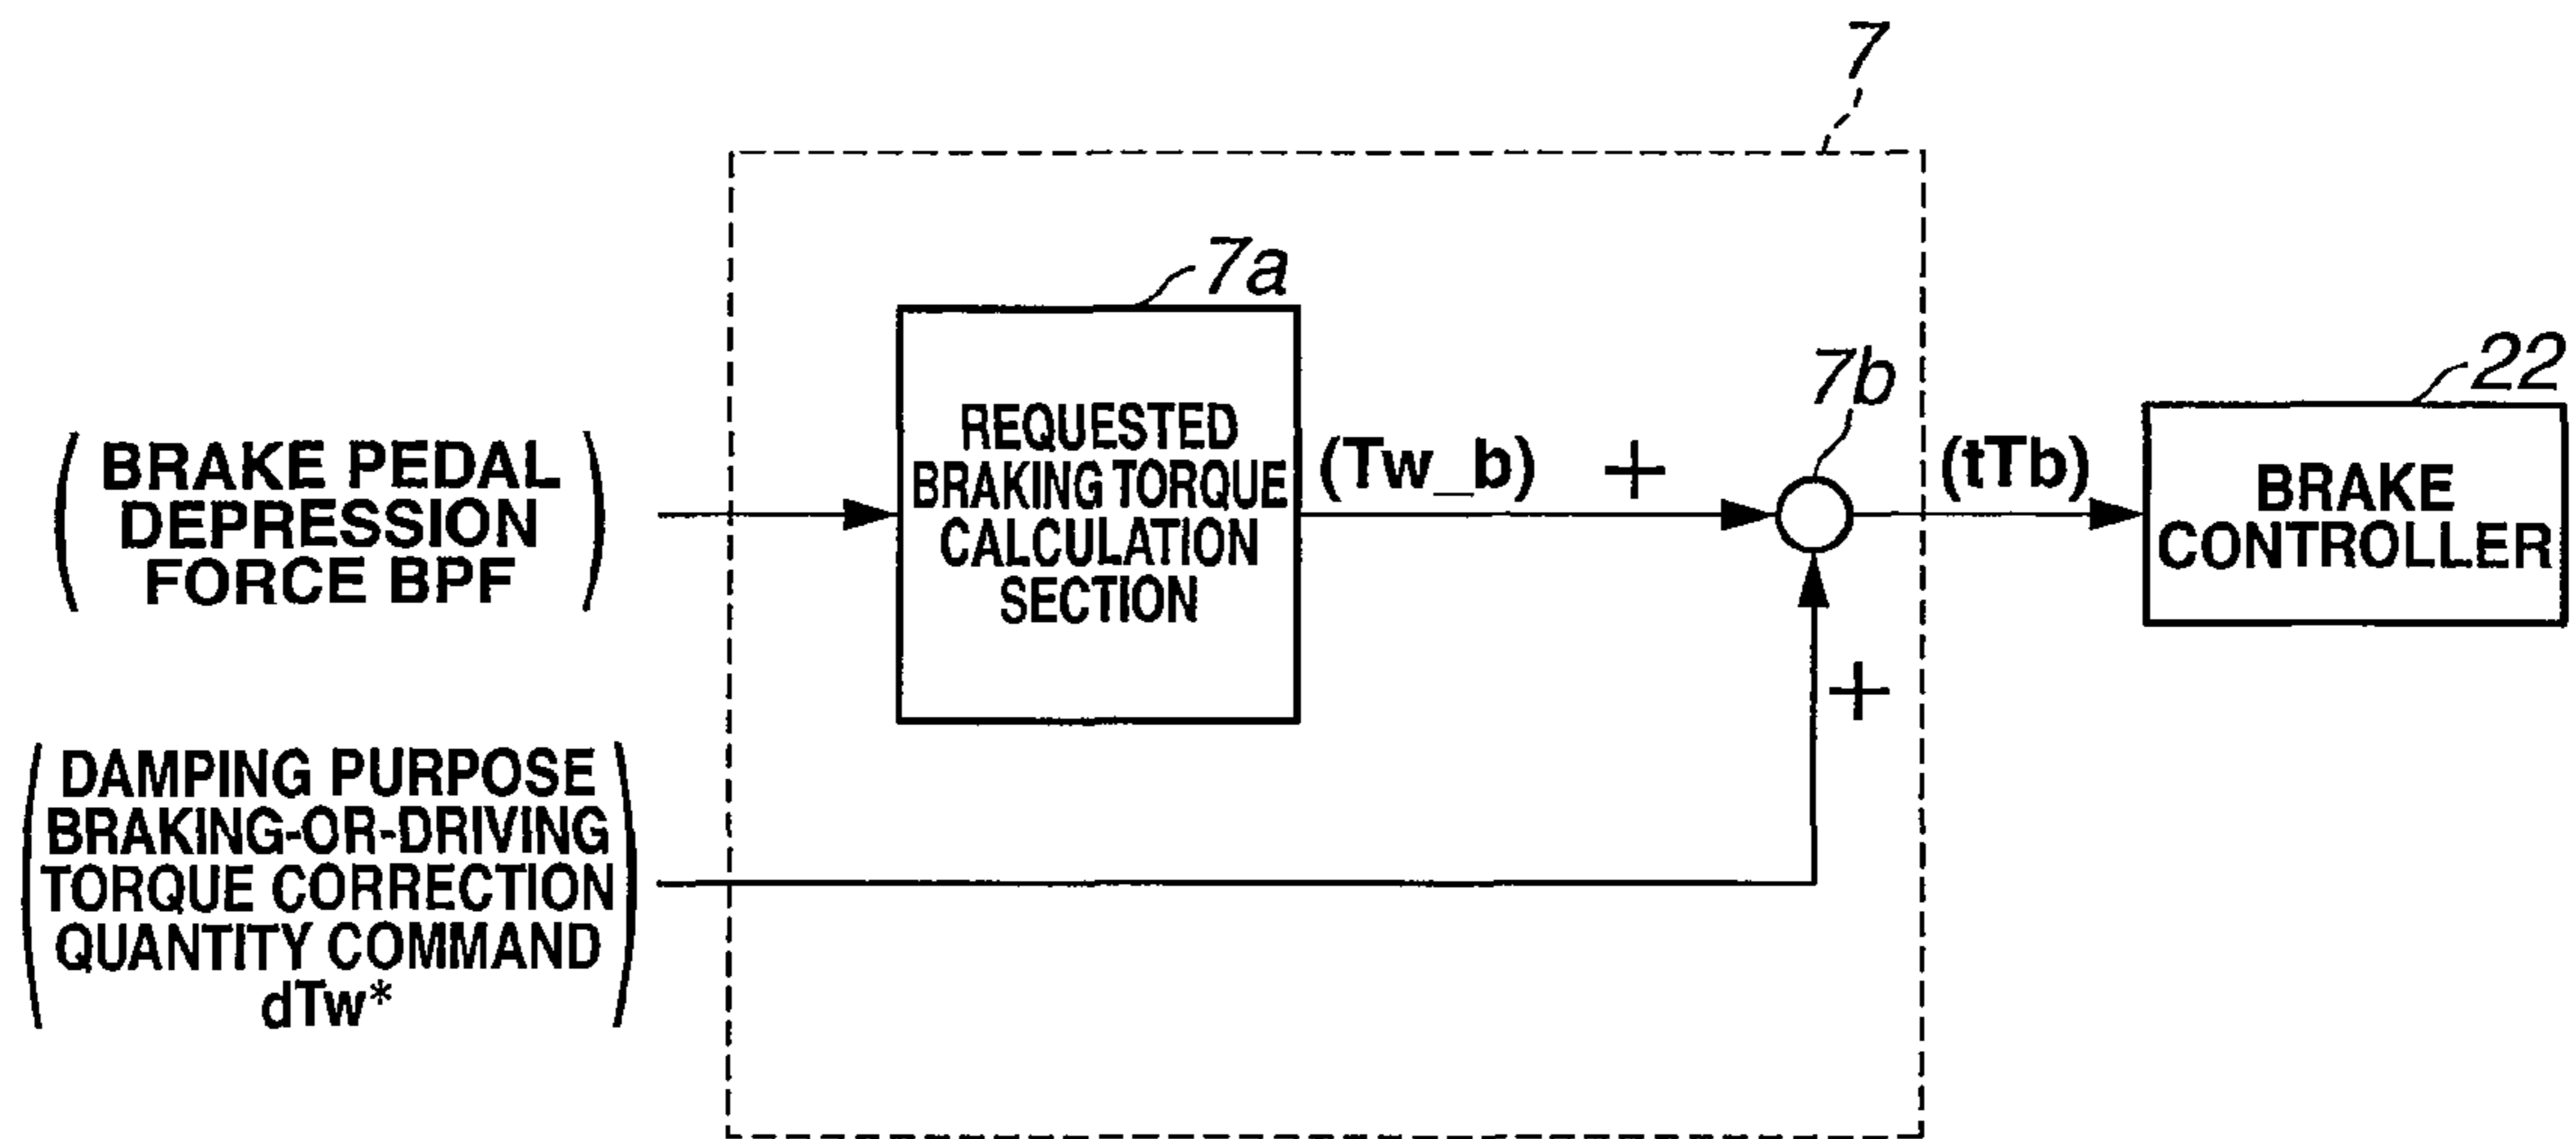 7
7a
7b
22
( BRAKE PEDAL
DEPRESSION
FORCE BPF )
REQUESTED
BRAKING TORQUE
CALCULATION
SECTION
(Tw_b)
+
(tTb)
BRAKE
CONTROLLER
+
( DAMPING PURPOSE
BRAKING-OR-DRIVING
TORQUE CORRECTION
QUANTITY COMMAND
dTw* )